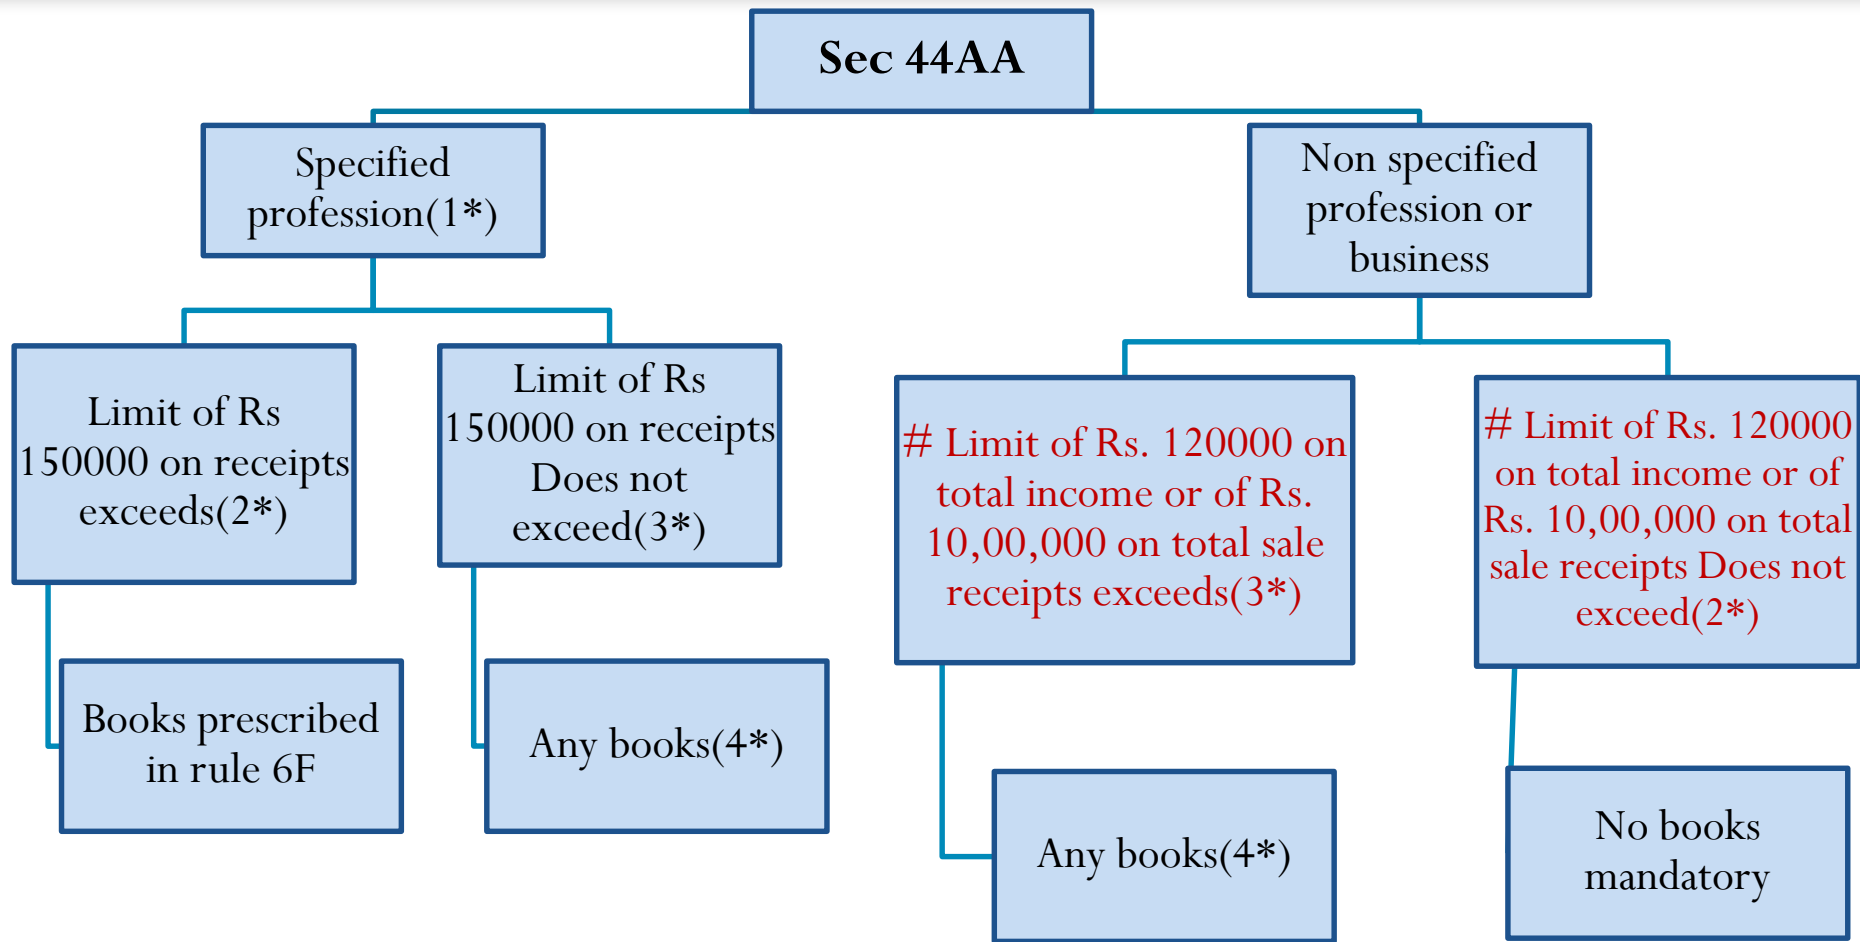 Sec 44AA
Specified
profession(1*)
Non specified
profession or
business
Limit of Rs
150000 on receipts
exceeds(2*)
Limit of Rs
150000 on receipts
Does not
exceed(3*)
# Limit of Rs. 120000 on
total income or of Rs.
10,00,000 on total sale
receipts exceeds(3*)
# Limit of Rs. 120000
on total income or of
Rs. 10,00,000 on total
sale receipts Does not
exceed(2*)
Books prescribed
in rule 6F
Any books(4*)
Any books(4*)
No books
mandatory